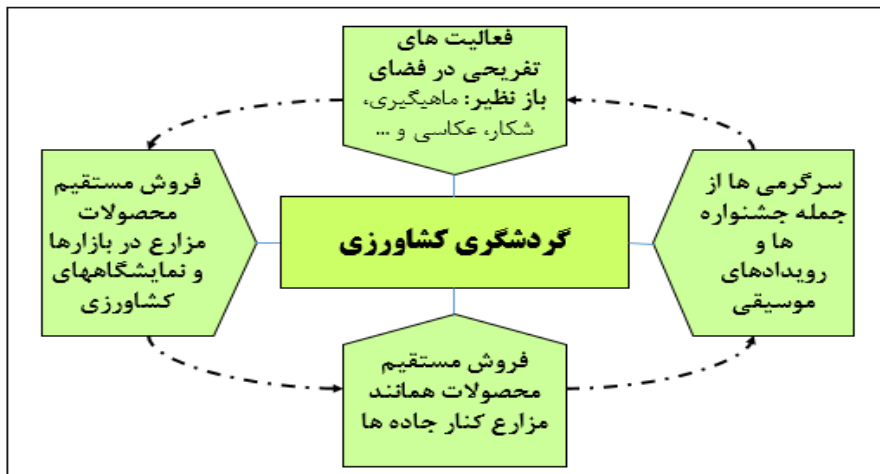 فعالیت های
تفریحی در فضای
باز نظیر: ماهیگیری،
شکار، عکاسی و ...
سرگرمی ها از
جمله جشنواره
ها و
رویدادهای
موسیقی
گردشگری کشاورزی
فروش مستقیم
محصولات
مزارع در بازارها
و نمایشگاههای
کشاورزی
فروش مستقیم
محصولات همانند
مزارع کنار جاده ها